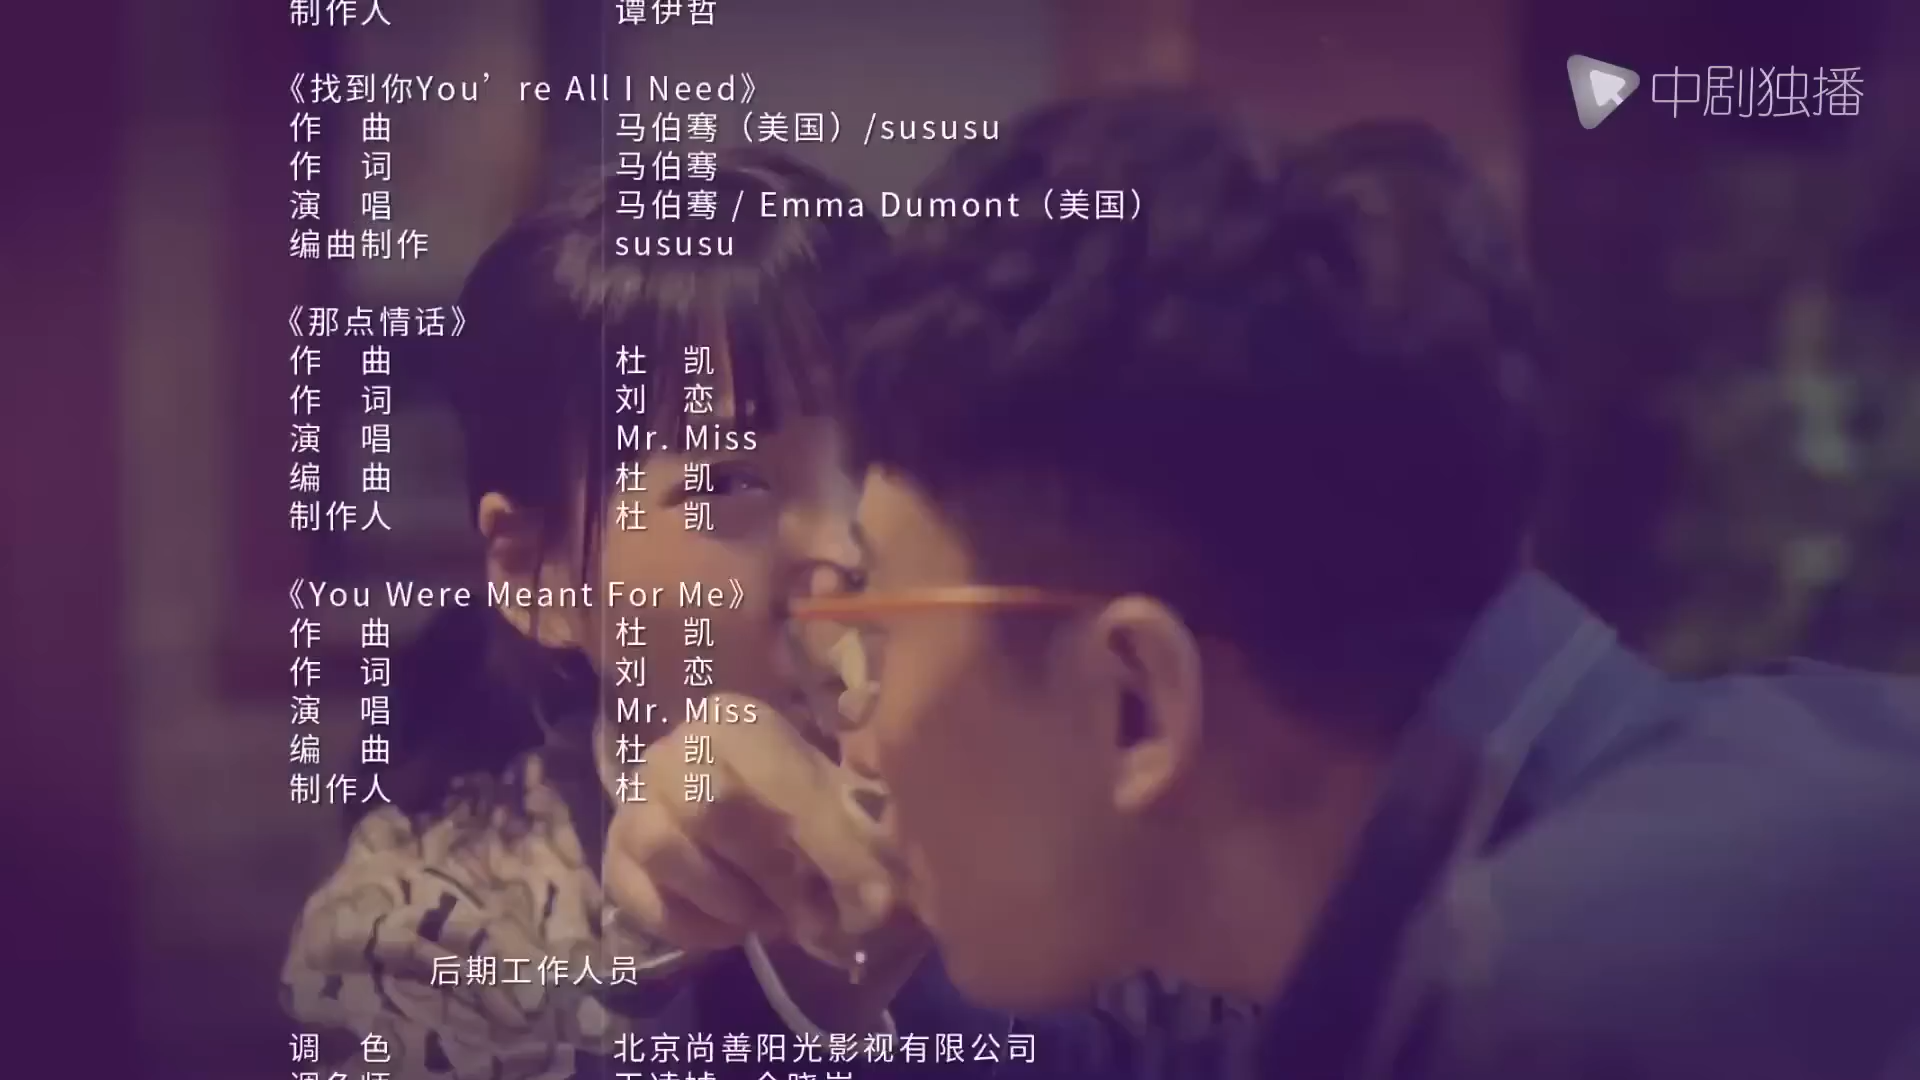 制作人 谭伊哲
中剧独播
《找到你You’re All I Need》
作 曲 马伯骞（美国）/sususu
作 词 马伯骞
演 唱 马伯骞 / Emma Dumont（美国）
编曲制作 sususu
《那点情话》
作 曲 杜 凯
作 词 刘 恋
演 唱 Mr. Miss
编 曲 杜 凯
制作人 杜 凯
《You Were Meant For Me》
作 曲 杜 凯
作 词 刘 恋
演 唱 Mr. Miss
编 曲 杜 凯
制作人 杜 凯
后期工作人员
调 色 北京尚善阳光影视有限公司
调色师